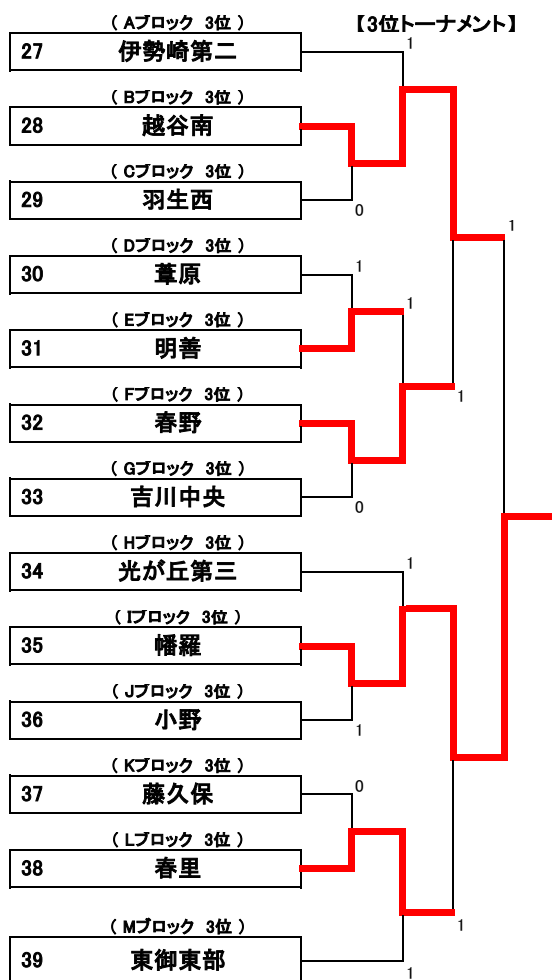 ( Aブロック 3位 )
【3位トーナメント】
27 伊勢崎第二
1
( Bブロック 3位 )
28 越谷南
( Cブロック 3位 )
29 羽生西
0
1
( Dブロック 3位 )
30 葦原
1
1
( Eブロック 3位 )
31 明善
( Fブロック 3位 )
32 春野
1
( Gブロック 3位 )
33 吉川中央
0
( Hブロック 3位 )
34 光が丘第三
1
( Iブロック 3位 )
35 幡羅
( Jブロック 3位 )
36 小野
1
( Kブロック 3位 )
37 藤久保
0
( Lブロック 3位 )
38 春里
1
( Mブロック 3位 )
39 東御東部
1